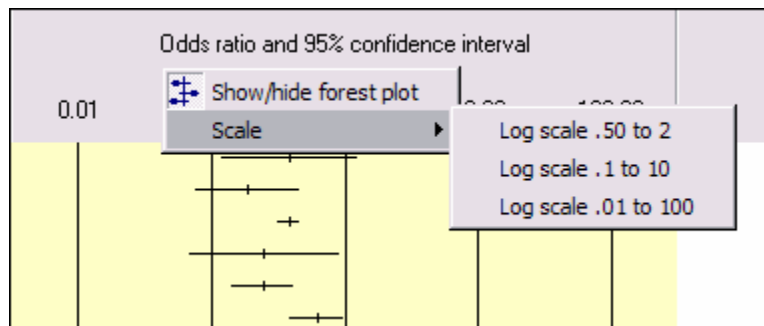 Odds ratio and 95% confidence interval
Show/hide forest plot
0.01
Scale
Log scale .50 to 2
Log scale .1 to 10
Log scale .01 to 100